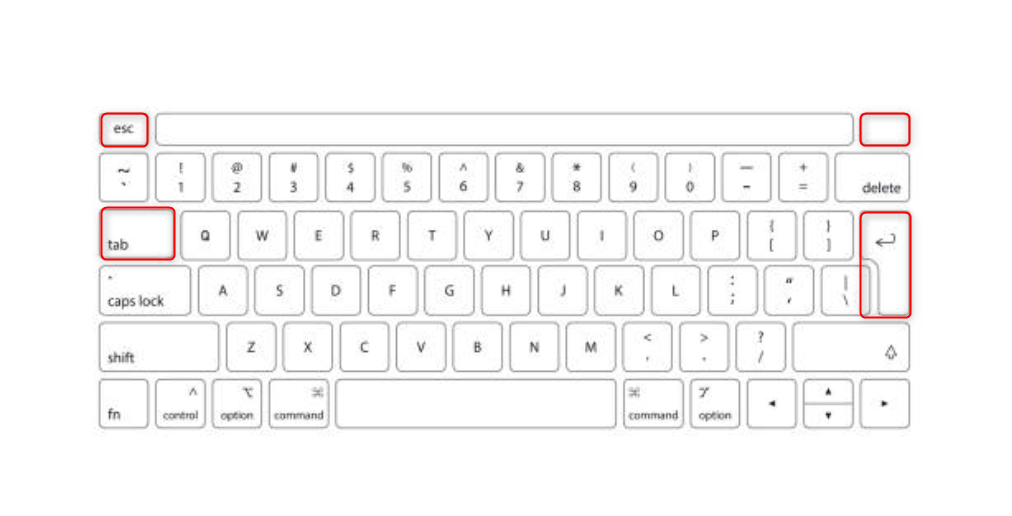 esc
~ ! @ # $ % ^ & * ( ) — +
` 1 2 3 4 5 6 7 8 9 0 - = delete
tab Q W E R T Y U I O P { [ } ] ↵
caps lock A S D F G H J K L : ; “ ‘ | \
shift Z X C V B N M < , > . ? / ⇧
fn ^ control ⌥ option ⌘ command ⌘ command ⌥ option ◀ ▲ ▼ ▶